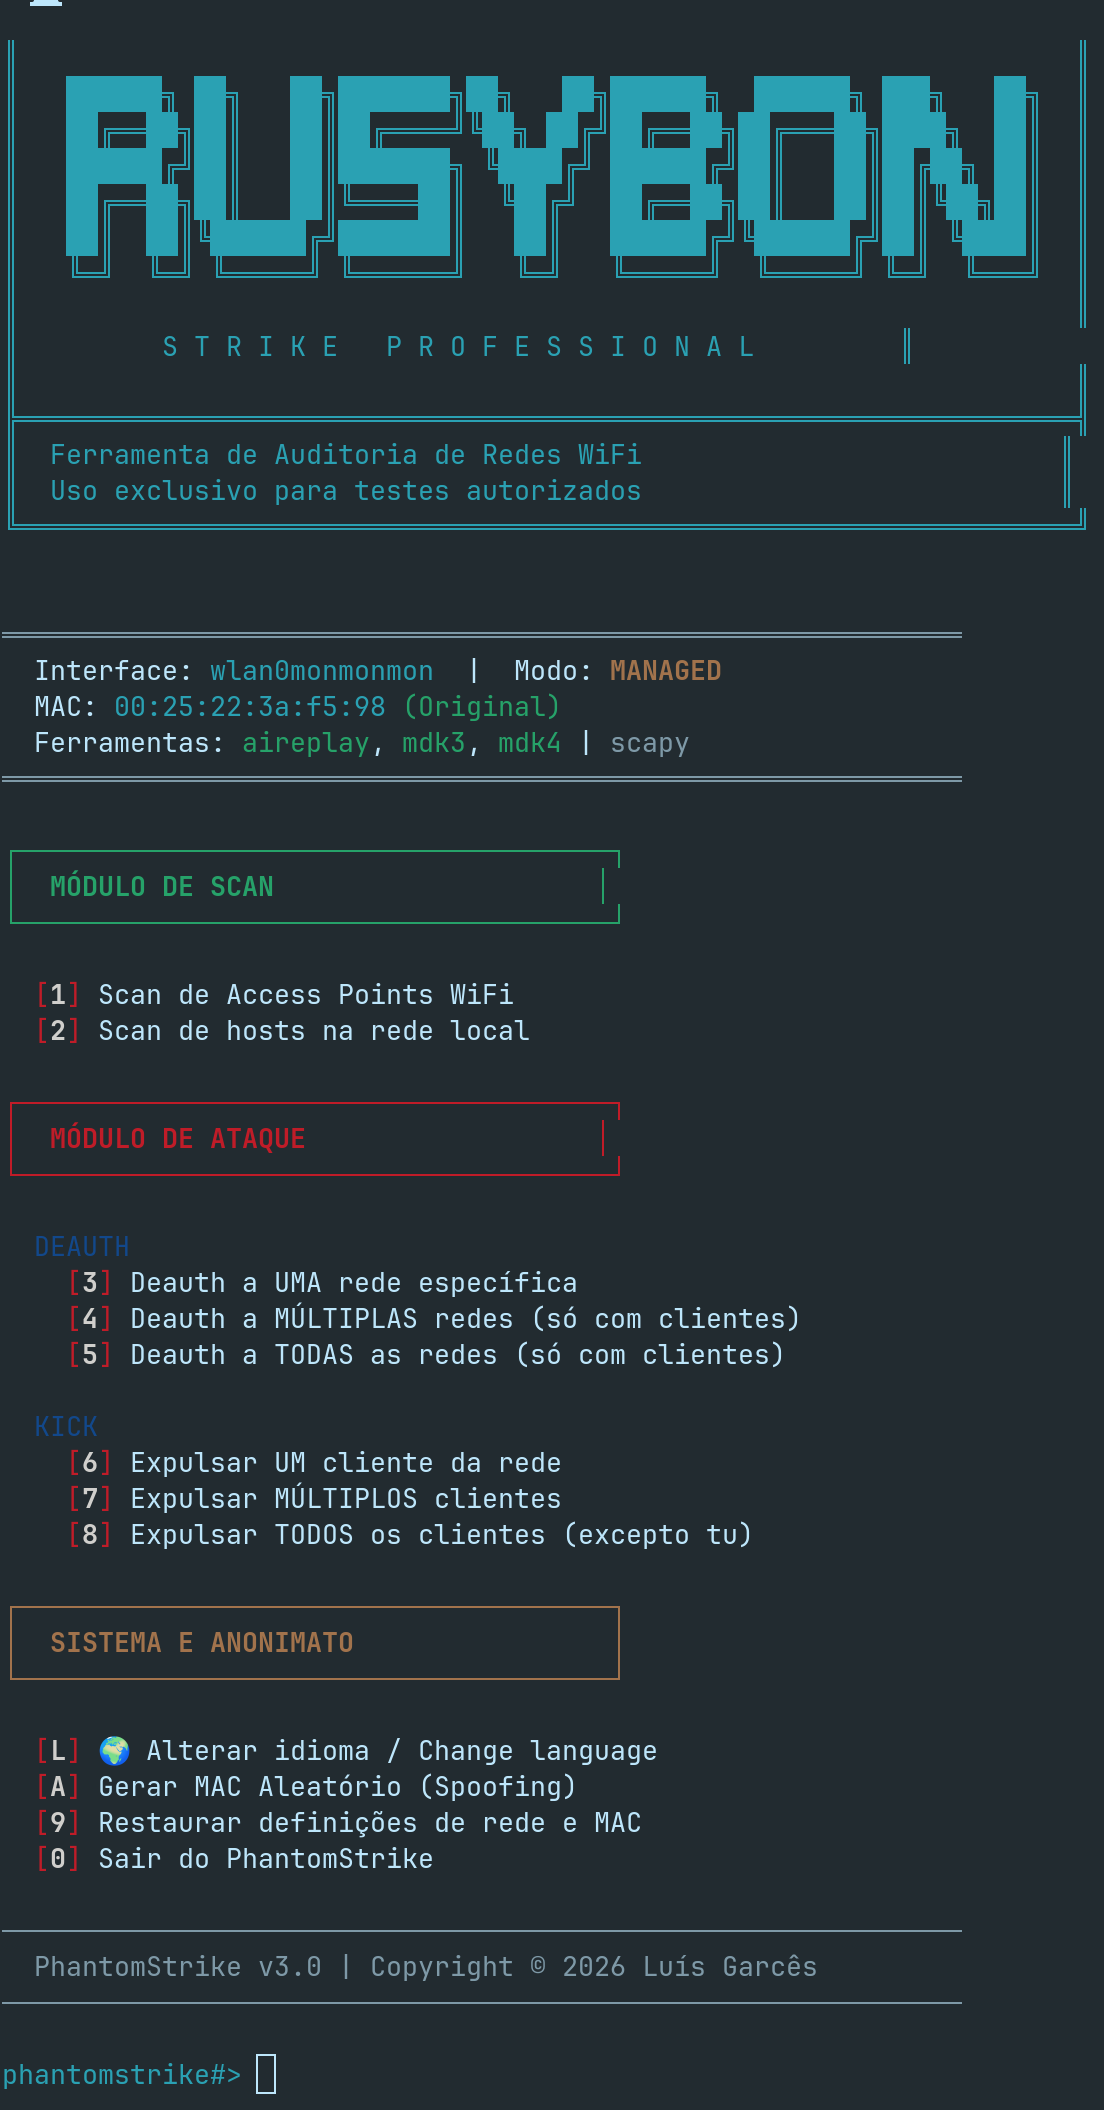 RUSYBON
STRIKE PROFESSIONAL
Ferramenta de Auditoria de Redes WiFi
Uso exclusivo para testes autorizados
Interface: wlan0monmonmon | Modo: MANAGED
MAC: 00:25:22:3a:f5:98 (Original)
Ferramentas: aireplay, mdk3, mdk4 | scapy
MÓDULO DE SCAN
[1] Scan de Access Points WiFi
[2] Scan de hosts na rede local
MÓDULO DE ATAQUE
DEAUTH
[3] Deauth a UMA rede específica
[4] Deauth a MÚLTIPLAS redes (só com clientes)
[5] Deauth a TODAS as redes (só com clientes)
KICK
[6] Expulsar UM cliente da rede
[7] Expulsar MÚLTIPLOS clientes
[8] Expulsar TODOS os clientes (excepto tu)
SISTEMA E ANONIMATO
[L] 🌍 Alterar idioma / Change language
[A] Gerar MAC Aleatório (Spoofing)
[9] Restaurar definições de rede e MAC
[0] Sair do PhantomStrike
PhantomStrike v3.0 | Copyright © 2026 Luís Garcês
phantomstrike#>